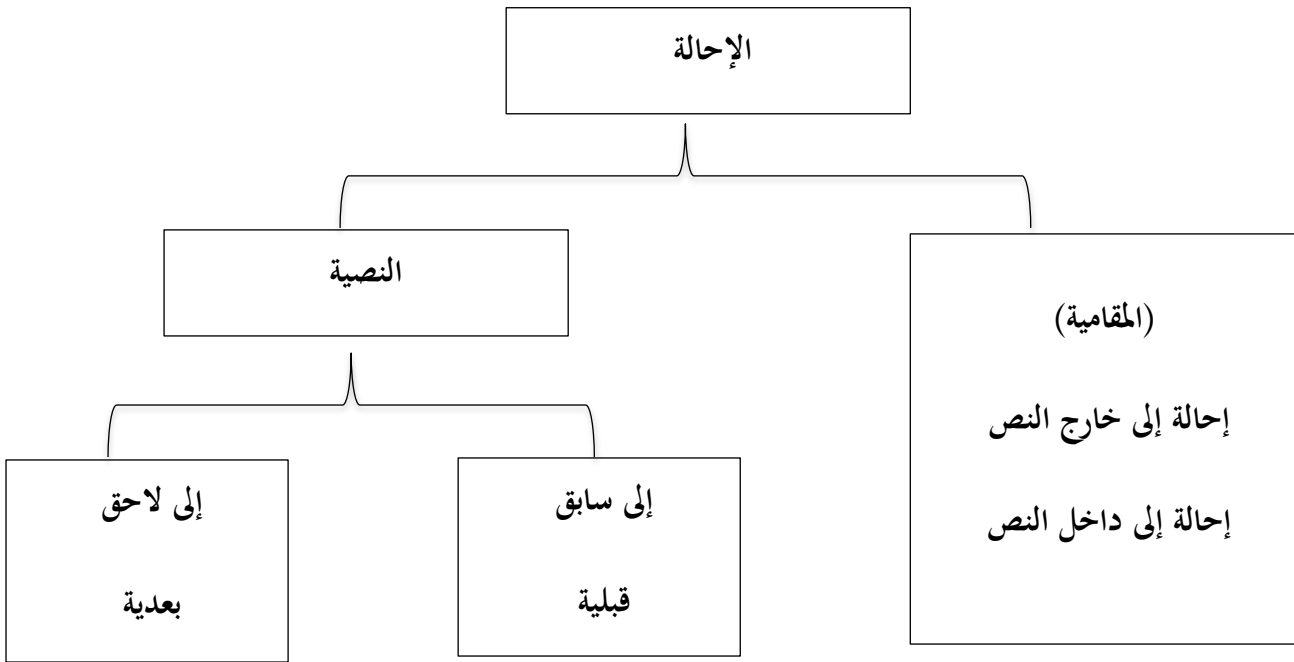 الإحالة
(المقامية)
إحالة إلى خارج النص
إحالة إلى داخل النص
النصية
إلى سابق
قبلية
إلى لاحق
بعدية